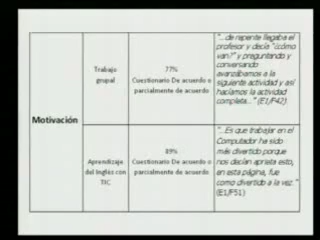 "...de repente llegaba el
profesor y decía "¿cómo
van?" y preguntando y
conversando
avanzábamos a la
siguiente actividad y así
hacíamos la actividad
completa..." (E1/P42)
Trabajo
grupal
77%
Cuestionario De acuerdo o
parcialmente de acuerdo
Motivación
Aprendizaje
del Inglés con
TIC
89%
Cuestionario De acuerdo o
parcialmente de acuerdo
"...Es que trabajar en el
Computador ha sido
más divertido porque
nos decían aprieta esto,
en esta página, fue
como divertido a la vez."
(E1/P51)